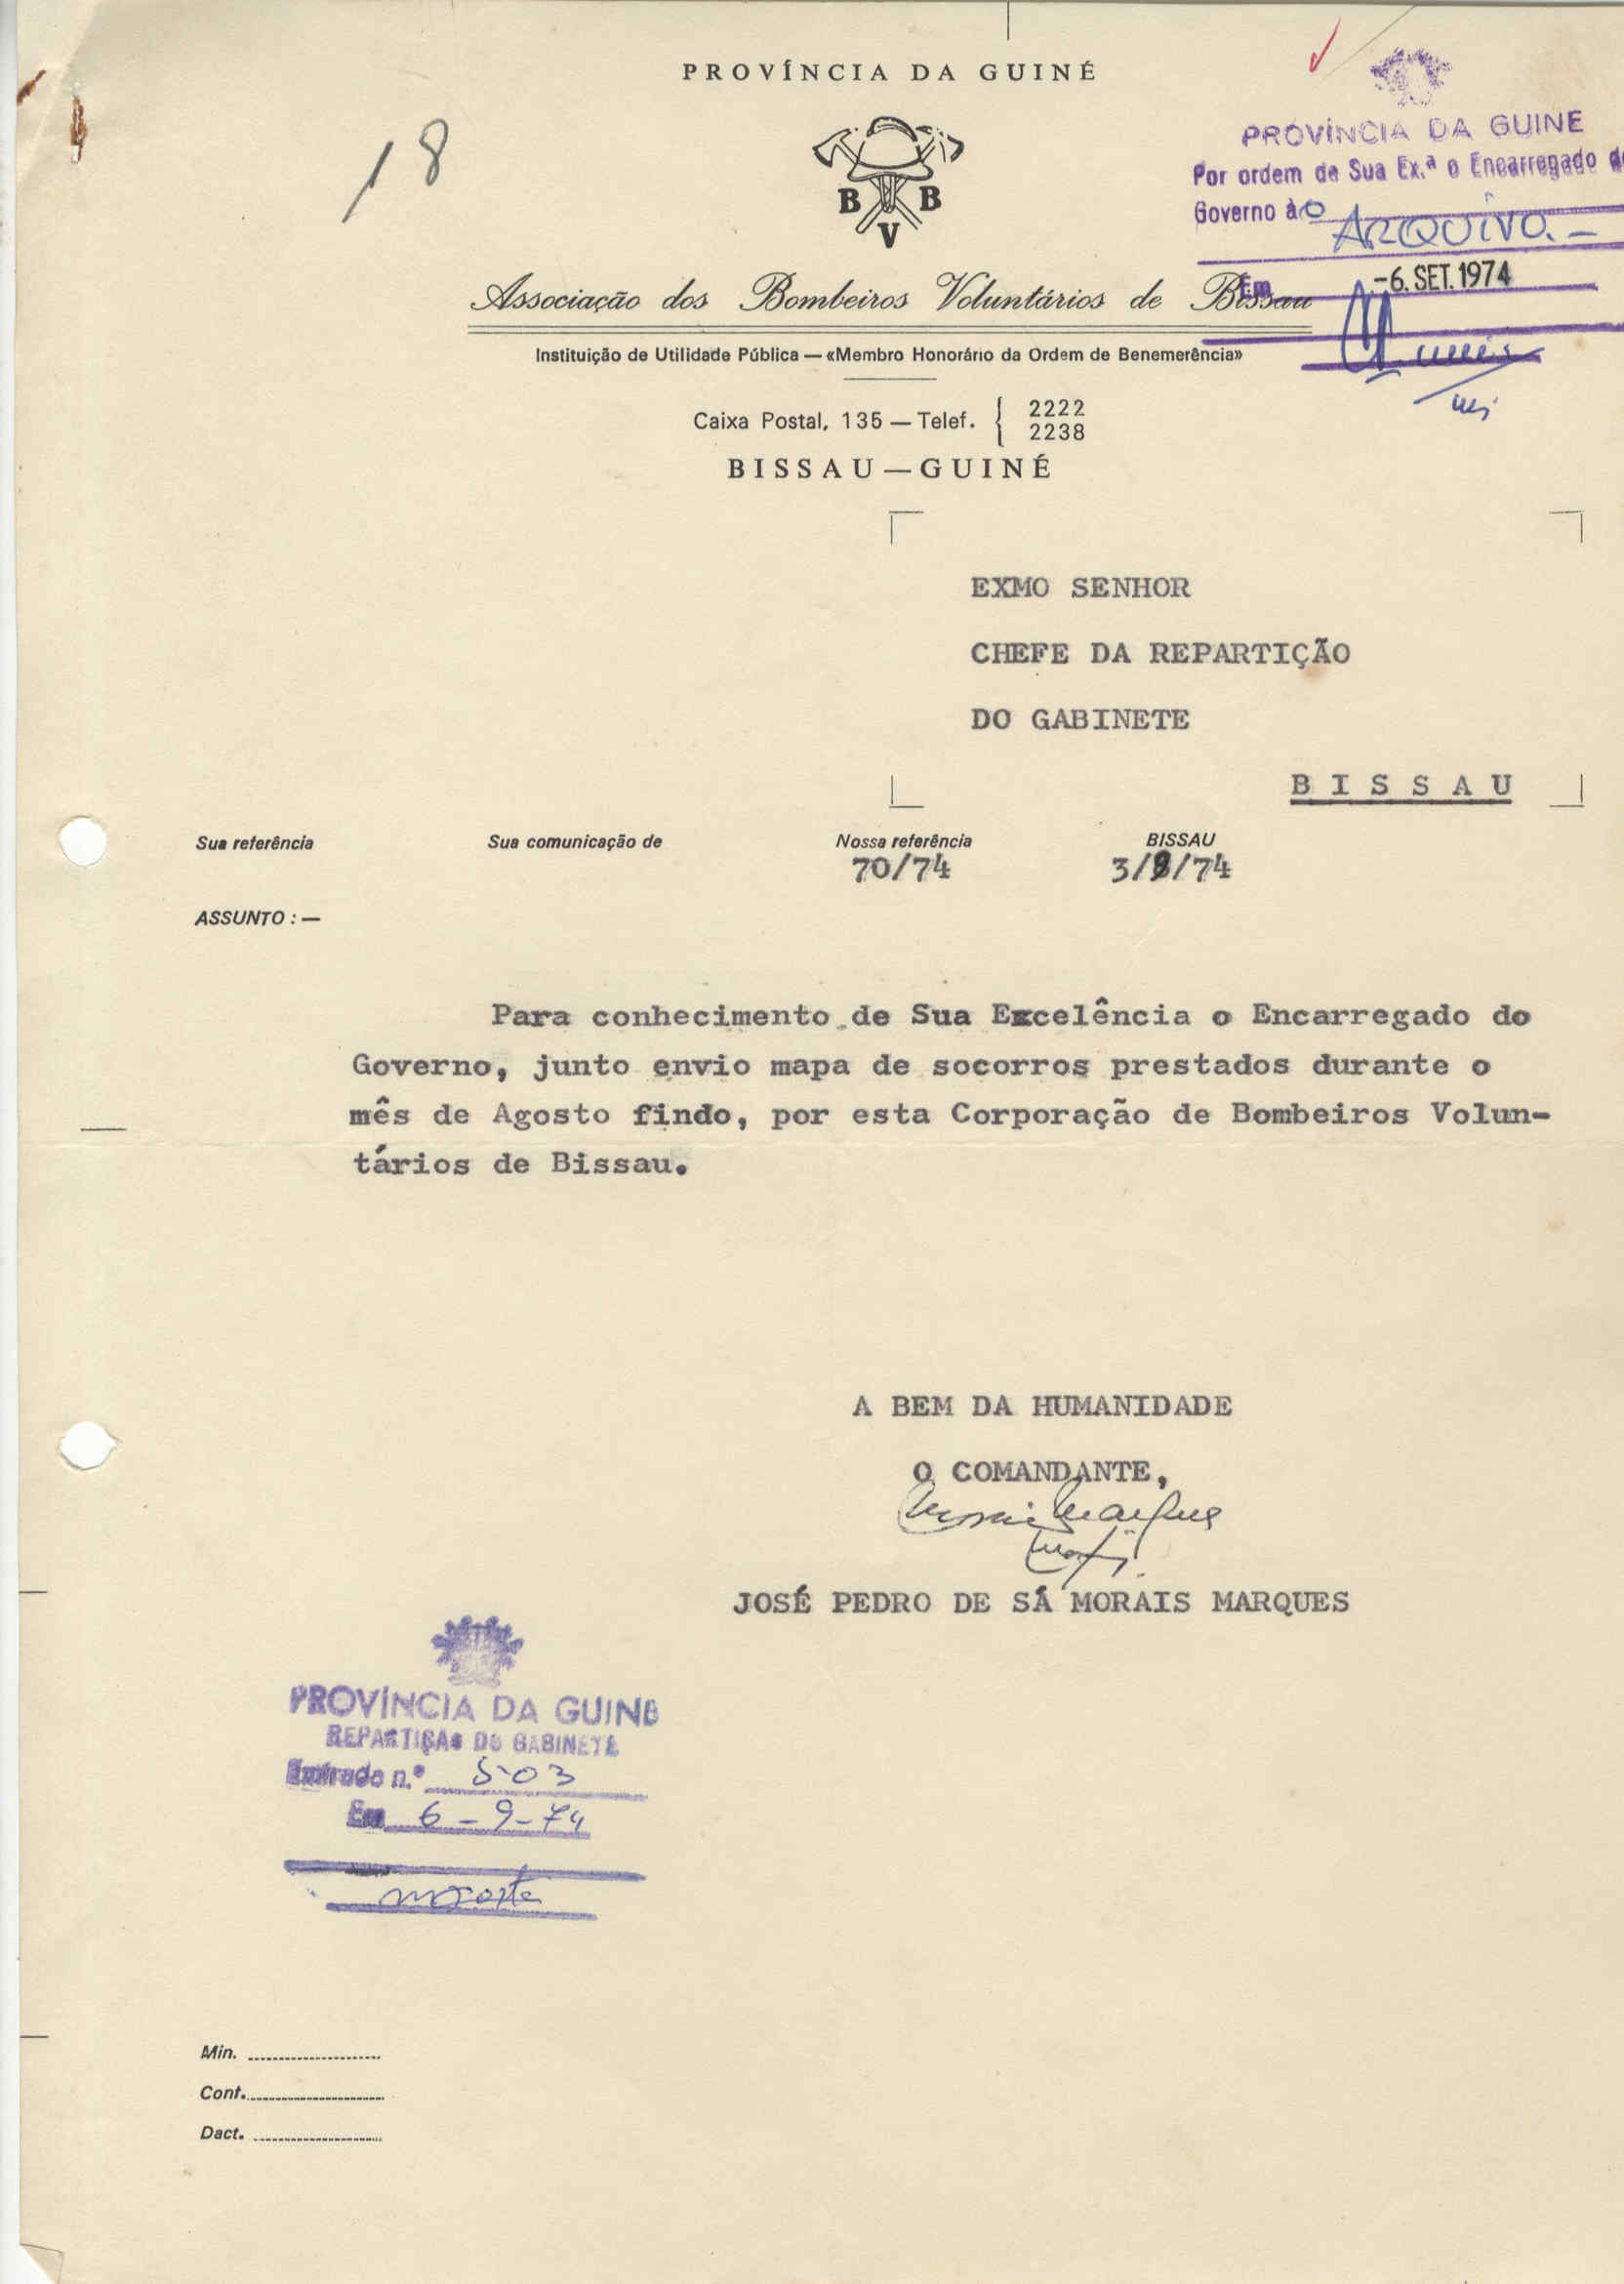 PROVÍNCIA DA GUINÉ
18
B B
V
PROVÍNCIA DA GUINE
Por ordem de Sua Ex.ª o Encarregado do
Governo à o ARQUIVO.—
Em -6. SET. 1974
Associação dos Bombeiros Voluntários de Bissau
Instituição de Utilidade Pública — «Membro Honorário da Ordem de Benemerência»
Caixa Postal, 135 — Telef. { 2222
2238
BISSAU — GUINÉ
EXMO SENHOR
CHEFE DA REPARTIÇÃO
DO GABINETE
B I S S A U
Sua referência Sua comunicação de Nossa referência BISSAU
70/74 3/9/74
ASSUNTO : —
Para conhecimento de Sua Excelência o Encarregado do
Governo, junto envio mapa de socorros prestados durante o
mês de Agosto findo, por esta Corporação de Bombeiros Volun-
tários de Bissau.
A BEM DA HUMANIDADE
O COMANDANTE,
Morais Marques
JOSÉ PEDRO DE SÁ MORAIS MARQUES
PROVÍNCIA DA GUINÉ
REPARTIÇÃO DO GABINETE
Entrada n.º 503
Em 6-9-74
Min.
Cont.
Dact.